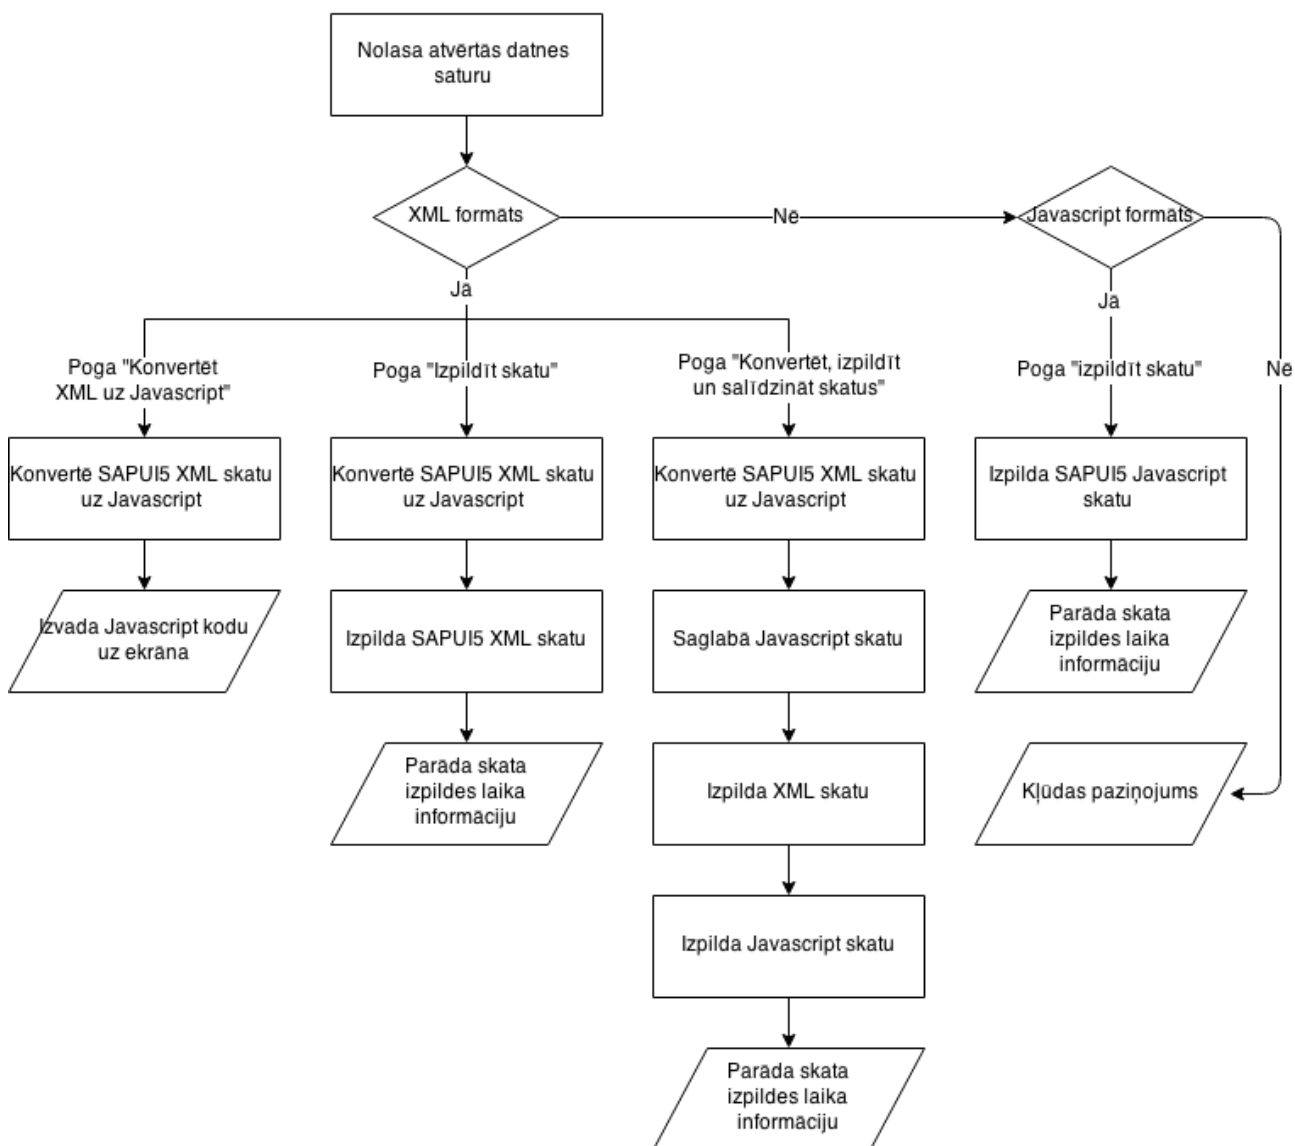 Nolasa atvērtās datnes
saturu
XML formāts
Nē
Javascript formāts
Jā
Jā
Poga "Konvertēt
XML uz Javascript"
Poga "Izpildīt skatu"
Poga "Konvertēt, izpildīt
un salīdzināt skatus"
Poga "izpildīt skatu"
Nē
Konvertē SAPUI5 XML skatu
uz Javascript
Konvertē SAPUI5 XML skatu
uz Javascript
Konvertē SAPUI5 XML skatu
uz Javascript
Izpilda SAPUI5 Javascript
skatu
Izvada Javascript kodu
uz ekrāna
Izpilda SAPUI5 XML skatu
Saglabā Javascript skatu
Parāda skata
izpildes laika
informāciju
Parāda skata
izpildes laika
informāciju
Izpilda XML skatu
Kļūdas paziņojums
Izpilda Javascript skatu
Parāda skata
izpildes laika
informāciju